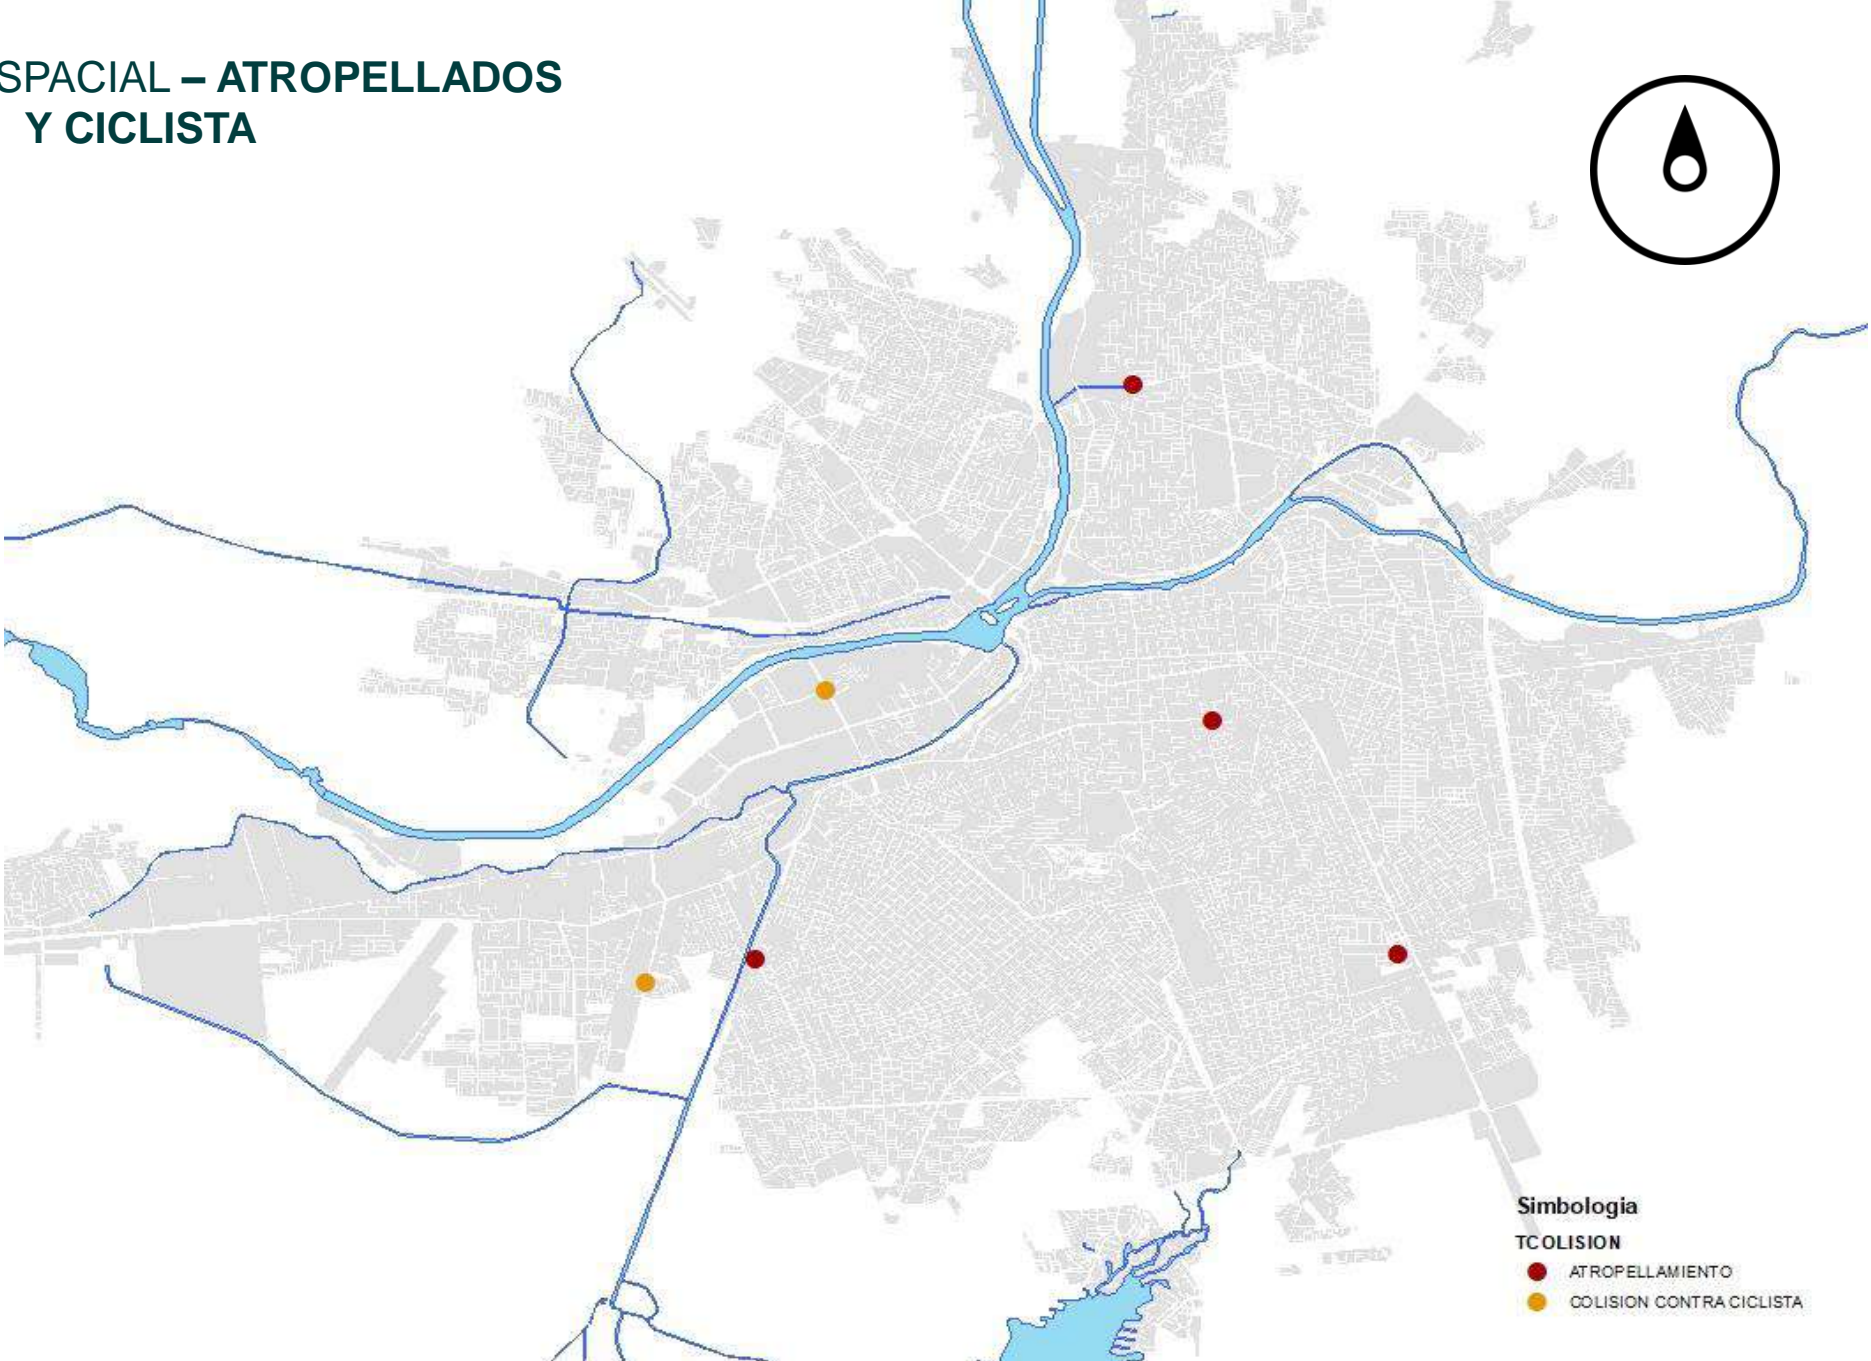 SPACIAL – ATROPELLADOS
Y CICLISTA
Simbologia
TCOLISION
ATROPELLAMIENTO
COLISION CONTRA CICLISTA